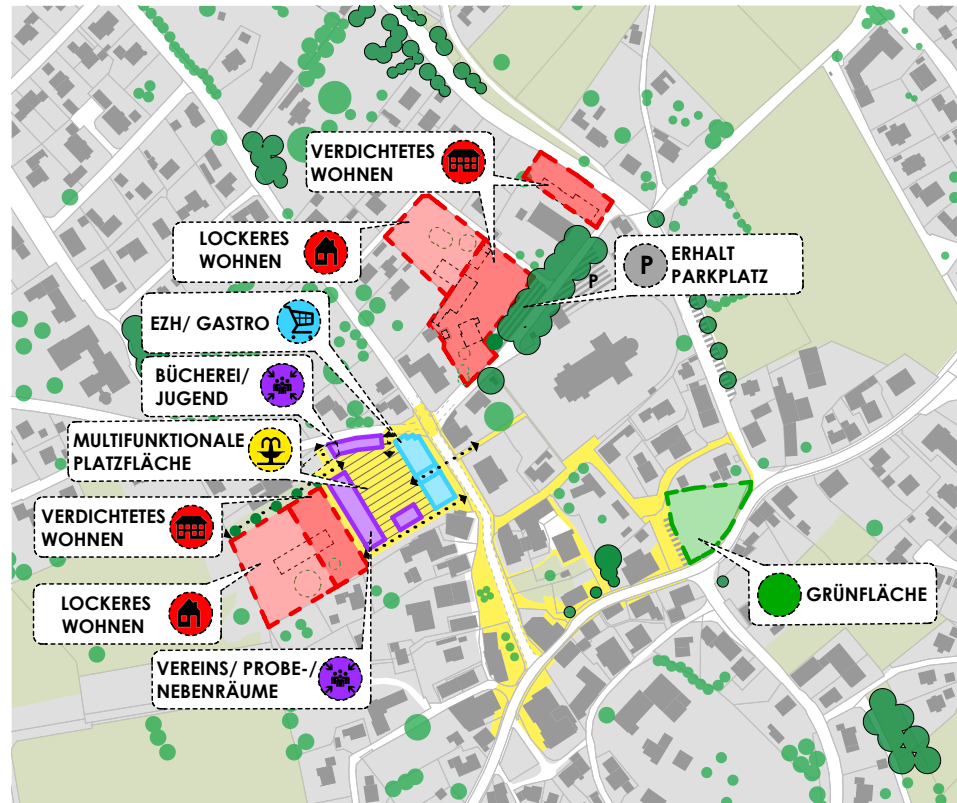 VERDICHTETES
WOHNEN
LOCKERES
WOHNEN
P
ERHALT
PARKPLATZ
P
EZH/ GASTRO
BÜCHEREI/
JUGEND
MULTIFUNKTIONALE
PLATZFLÄCHE
VERDICHTETES
WOHNEN
GRÜNFLÄCHE
LOCKERES
WOHNEN
VEREINS/ PROBE-/
NEBENRÄUME